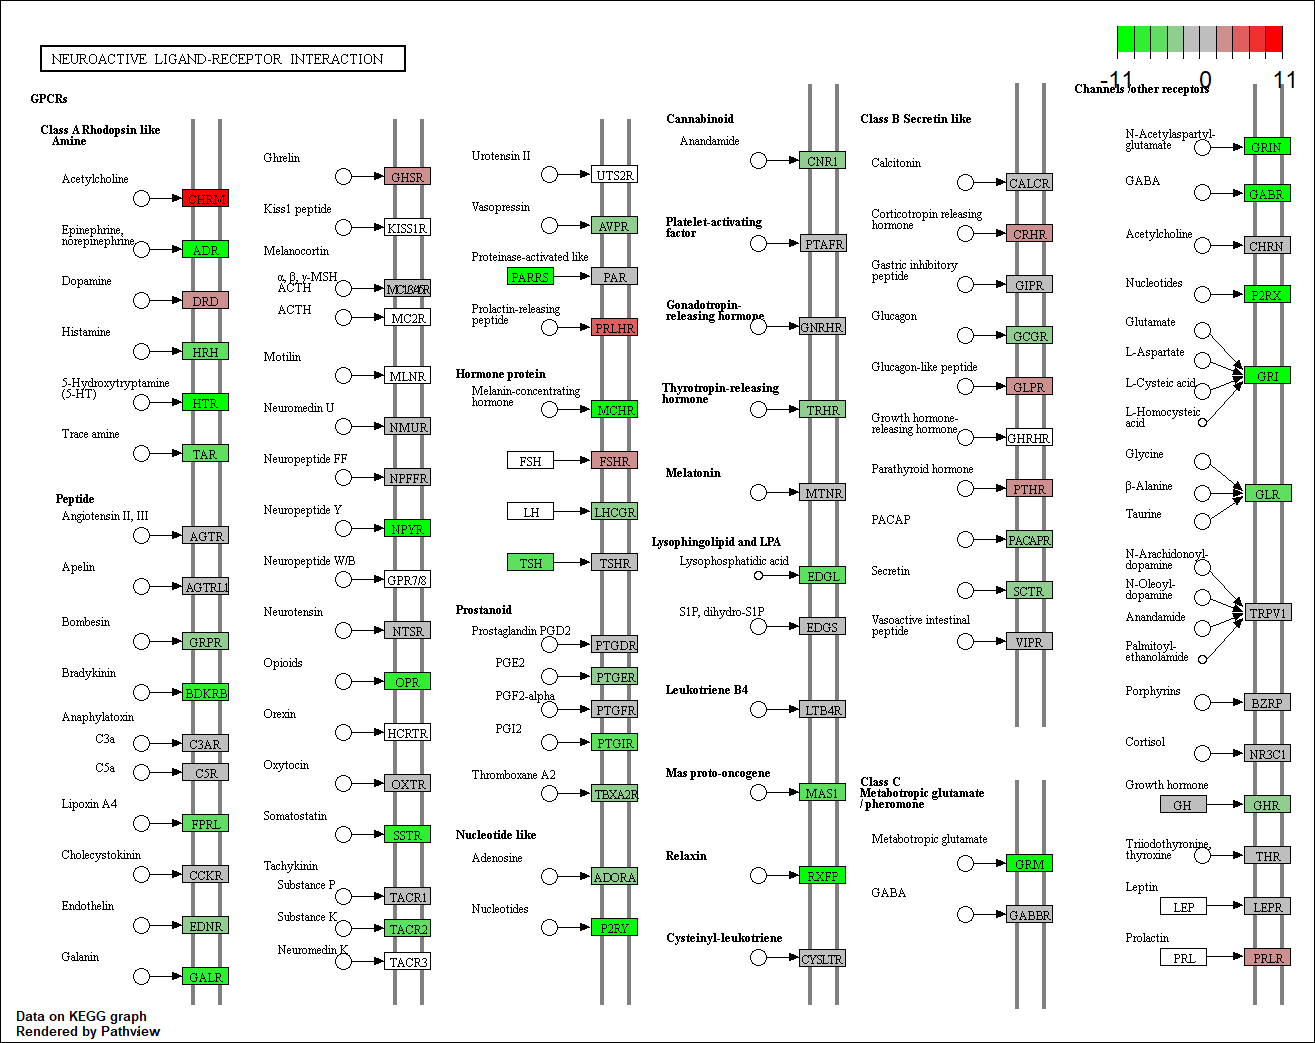 NEUROACTIVE LIGAND-RECEPTOR INTERACTION
-11 0 11
GPCRs
Class A Rhodopsin like
Amine
Acetylcholine
CHRM
Epinephrine,
norepinephrine
ADR
Dopamine
DRD
Histamine
HRH
5-Hydroxytryptamine
(5-HT)
HTR
Trace amine
TAR
Peptide
Angiotensin II, III
AGTR
Apelin
AGTRL1
Bombesin
GRPR
Bradykinin
BDKRB
Anaphylatoxin
C3a
C3AR
C5a
C5R
Lipoxin A4
FPRL
Cholecystokinin
CCKR
Endothelin
EDNR
Galanin
GALR
Ghrelin
GHSR
Kiss1 peptide
KISS1R
Melanocortin
α, β, γ-MSH
ACTH
ACTH
MC2R
Motilin
MLNR
Neuromedin U
NMUR
Neuropeptide FF
NPFFR
Neuropeptide Y
NPYR
Neuropeptide W/B
GPR7/8
Neurotensin
NTSR
Opioids
OPR
Orexin
HCRTR
Oxytocin
OXTR
Somatostatin
SSTR
Tachykinin
Substance P
TACR1
Substance K
TACR2
Neuromedin K
TACR3
Urotensin II
UTS2R
Vasopressin
AVPR
Proteinase-activated like
PARRS PAR
Prolactin-releasing
peptide
PRLHR
Hormone protein
Melanin-concentrating
hormone
MCHR
FSH FSHR
LH LHCGR
TSH TSHR
Prostanoid
Prostaglandin PGD2
PTGDR
PGE2
PTGER
PGF2-alpha
PTGFR
PGI2
PTGIR
Thromboxane A2
TBXA2R
Nucleotide like
Adenosine
ADORA
Nucleotides
P2RY
Cannabinoid
Anandamide
CNR1
Platelet-activating
factor
PTAFR
Gonadotropin-
releasing hormone
GNRHR
Thyrotropin-releasing
hormone
TRHR
Melatonin
MTNR
Lysophingolipid and LPA
Lysophosphatidic acid
EDGL
S1P, dihydro-S1P
EDGS
Leukotriene B4
LTB4R
Mas proto-oncogene
MAS1
Relaxin
RXFP
Cysteinyl-leukotriene
CYSLTR
Class B Secretin like
Calcitonin
CALCR
Corticotropin releasing
hormone
CRHR
Gastric inhibitory
peptide
GIPR
Glucagon
GCGR
Glucagon-like peptide
GLPR
Growth hormone-
releasing hormone
GHRHR
Parathyroid hormone
PTHR
PACAP
PACAPR
Secretin
SCTR
Vasoactive intestinal
peptide
VIPR
Class C
Metabotropic glutamate
/ pheromone
Metabotropic glutamate
GRM
GABA
GABBR
Channels /other receptors
N-Acetylaspartyl-
glutamate
GRIN
GABA
GABR
Acetylcholine
CHRN
Nucleotides
P2RX
Glutamate
L-Aspartate
GRI
L-Cysteic acid
L-Homocysteic
acid
Glycine
β-Alanine
GLR
Taurine
N-Arachidonoyl-
dopamine
N-Oleoyl-
dopamine
TRPV1
Anandamide
Palmitoyl-
ethanolamide
Porphyrins
BZRP
Cortisol
NR3C1
Growth hormone
GH GHR
Triiodothyronine,
thyroxine
THR
Leptin
LEP LEPR
Prolactin
PRL PRLR
Data on KEGG graph
Rendered by Pathview